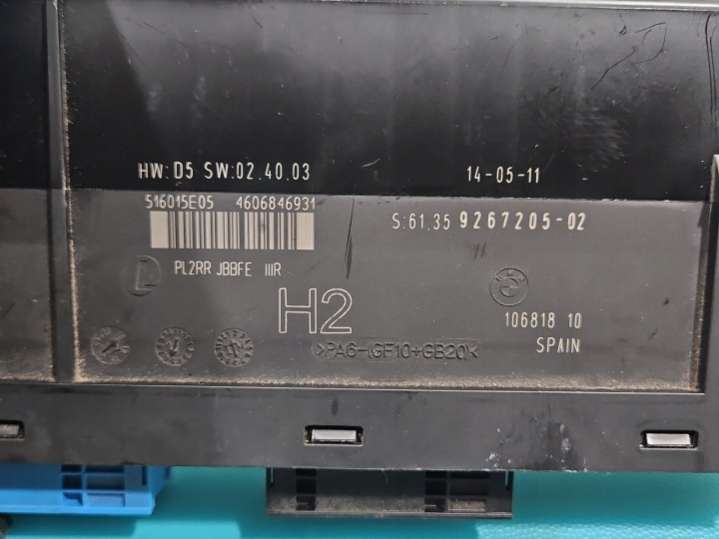 HW:D5 SW:02.40.03
14-05-11
516015E05 4606846931
S:61.35 9267205-02
PL2RR JBBFE IIIR
H2
106818 10
>PA6-(GF10+GB20)<
SPAIN